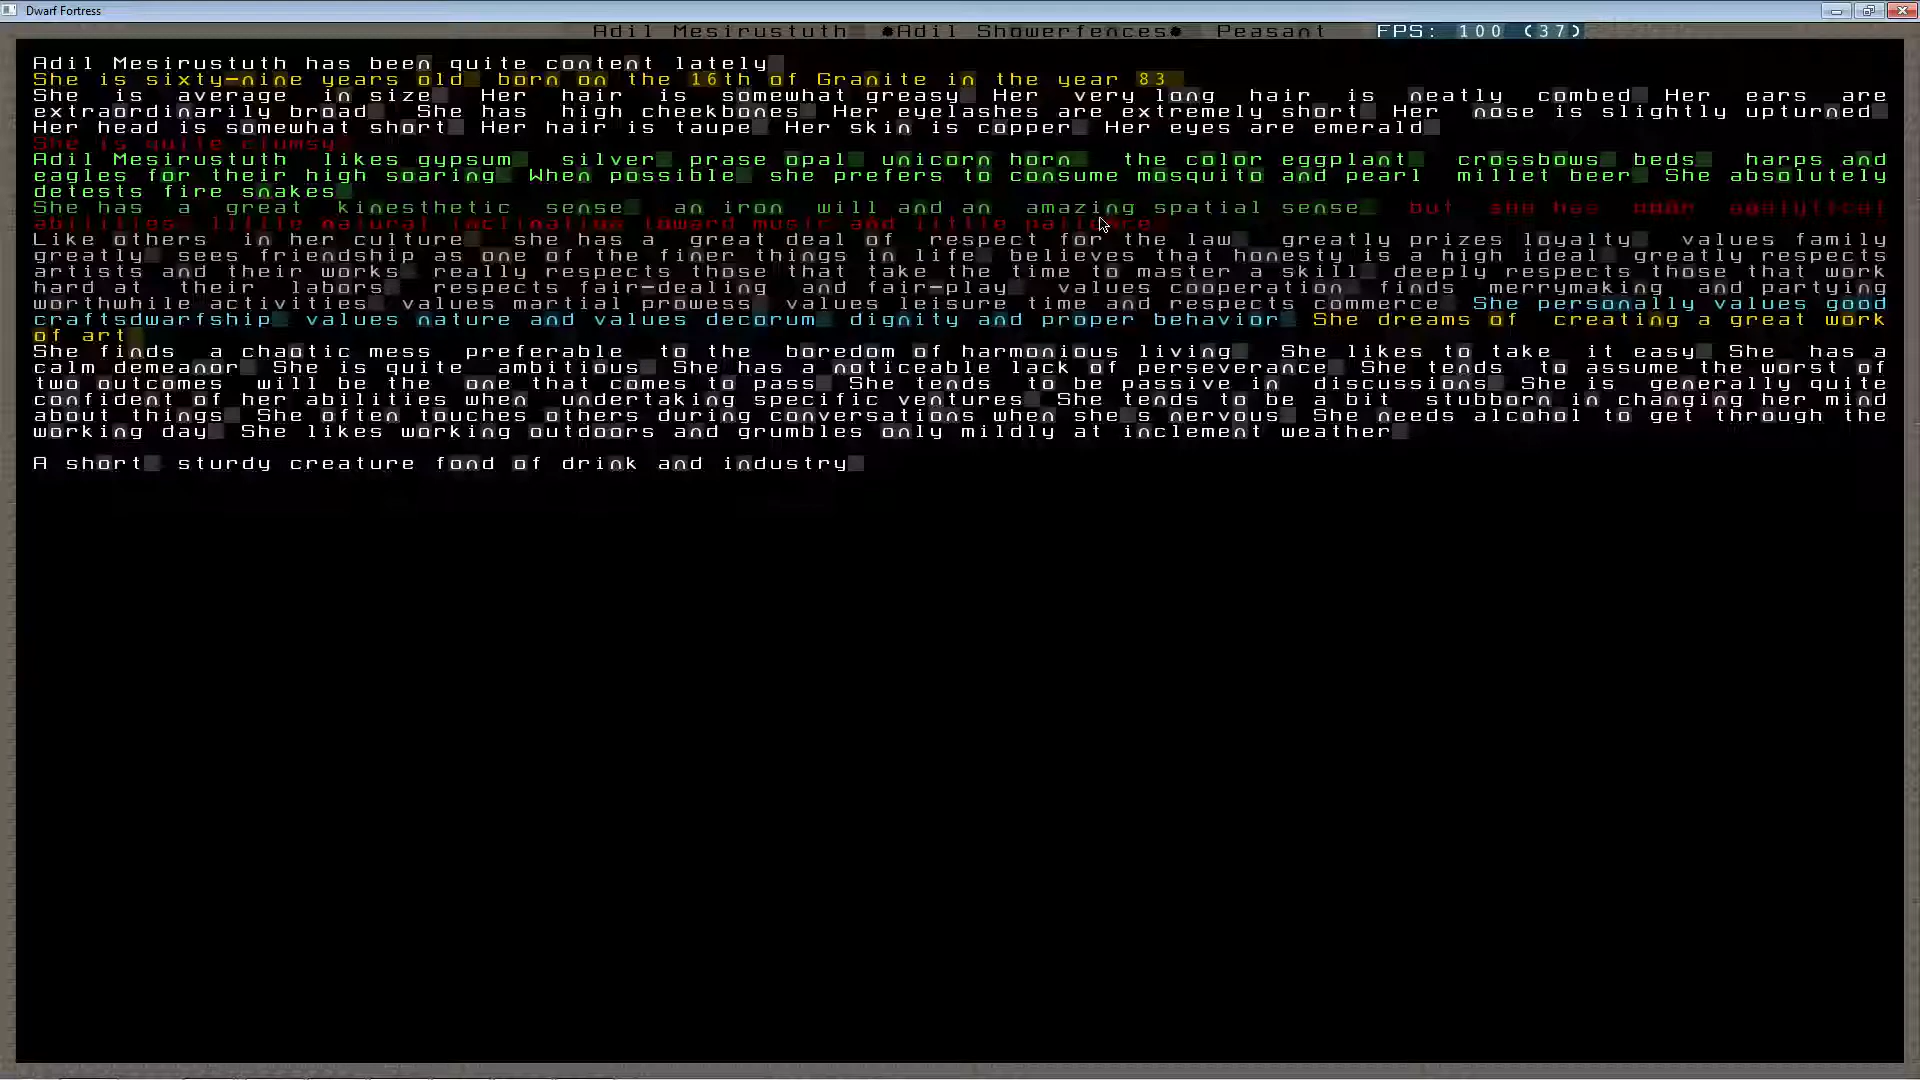 Dwarf Fortress
Adil Mesirustuth ●Adil Showerfences● Peasant FPS: 100 (37)
Adil Mesirustuth has been quite content lately
She is sixty-nine years old born on the 16th of Granite in the year 83
She is average in size Her hair is somewhat greasy Her very long hair is neatly combed Her ears are
extraordinarily broad She has high cheekbones Her eyelashes are extremely short Her nose is slightly upturned
Her head is somewhat short Her hair is taupe Her skin is copper Her eyes are emerald
She is quite clumsy
Adil Mesirustuth likes gypsum silver prase opal unicorn horn the color eggplant crossbows beds harps and
eagles for their high soaring When possible she prefers to consume mosquito and pearl millet beer She absolutely
detests fire snakes
She has a great kinesthetic sense an iron will and an amazing spatial sense but she has poor analytical
abilities little natural inclination toward music and little patience
Like others in her culture she has a great deal of respect for the law greatly prizes loyalty values family
greatly sees friendship as one of the finer things in life believes that honesty is a high ideal greatly respects
artists and their works really respects those that take the time to master a skill deeply respects those that work
hard at their labors respects fair-dealing and fair-play values cooperation finds merrymaking and partying
worthwhile activities values martial prowess values leisure time and respects commerce She personally values good
craftsdwarfship values nature and values decorum dignity and proper behavior She dreams of creating a great work
of art
She finds a chaotic mess preferable to the boredom of harmonious living She likes to take it easy She has a
calm demeanor She is quite ambitious She has a noticeable lack of perseverance She tends to assume the worst of
two outcomes will be the one that comes to pass She tends to be passive in discussions She is generally quite
confident of her abilities when undertaking specific ventures She tends to be a bit stubborn in changing her mind
about things She often touches others during conversations when she s nervous She needs alcohol to get through the
working day She likes working outdoors and grumbles only mildly at inclement weather
A short sturdy creature fond of drink and industry